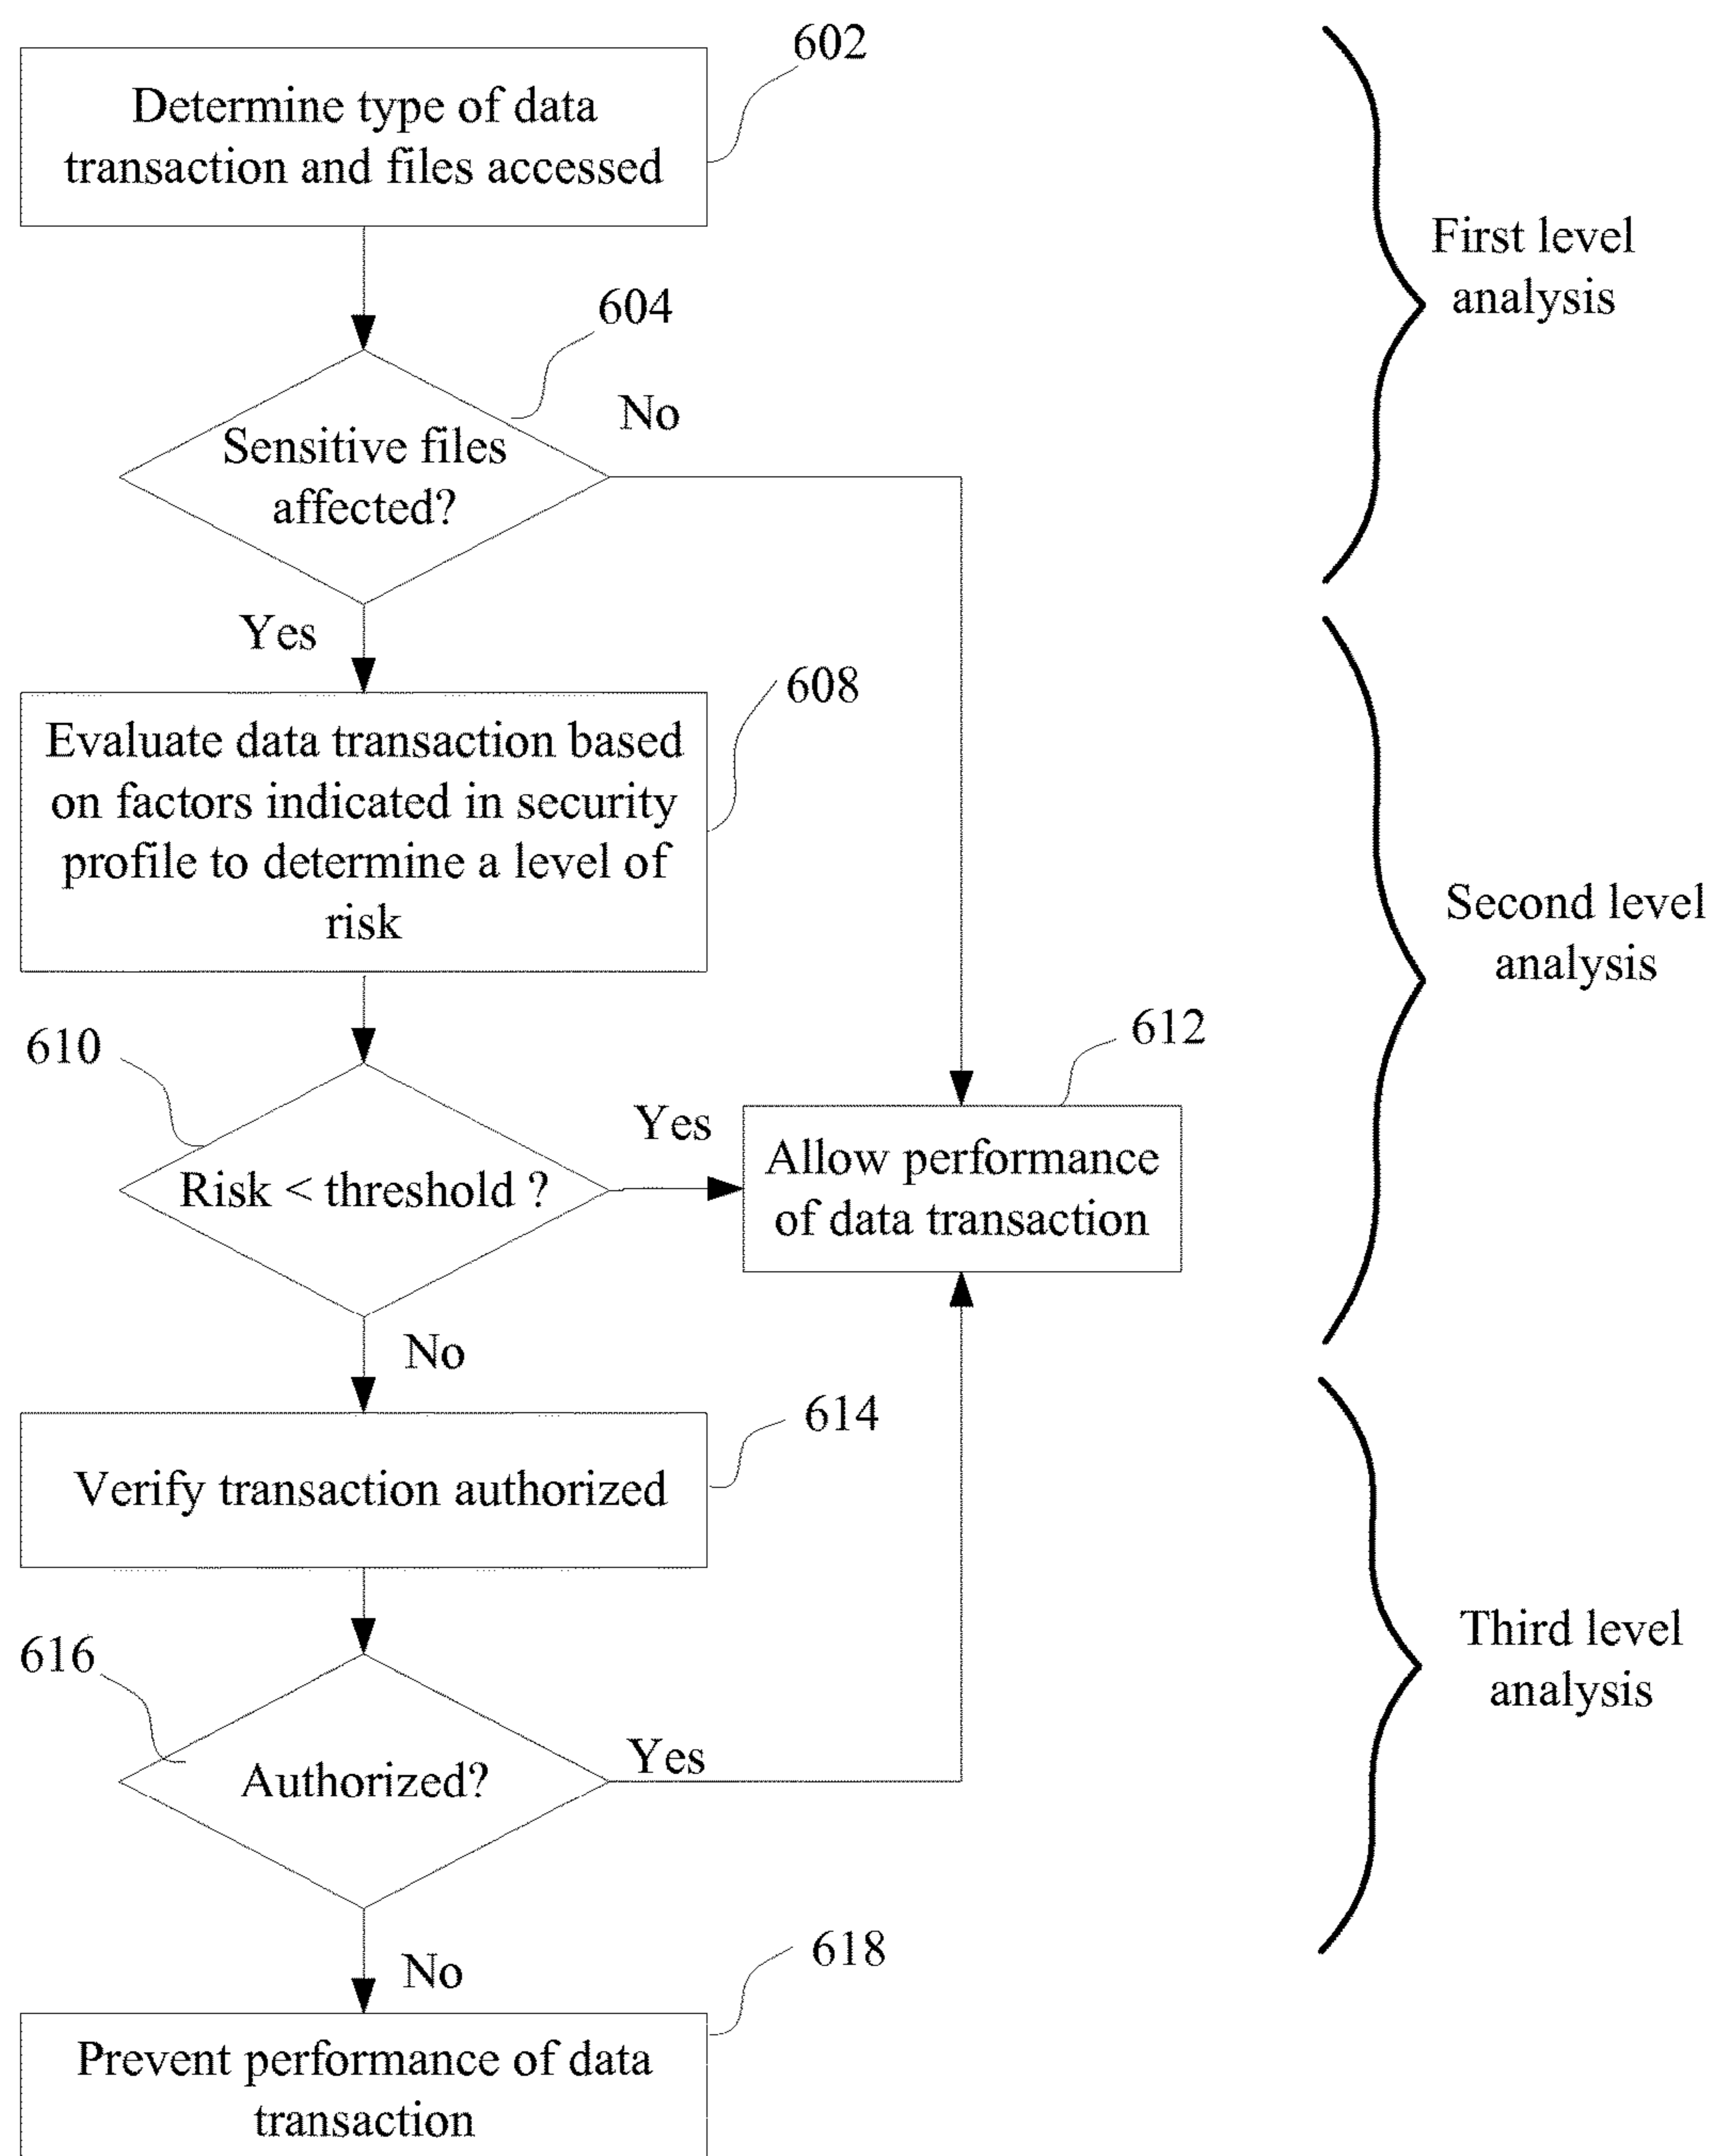 602
Determine type of data
transaction and files accessed
First level
analysis
604
No
Sensitive files
affected?
Yes
608
Evaluate data transaction based
on factors indicated in security
profile to determine a level of
risk
Second level
analysis
610
612
Yes
Risk < threshold ?
Allow performance
of data transaction
No
614
Verify transaction authorized
Third level
analysis
616
Yes
Authorized?
No
618
Prevent performance of data
transaction